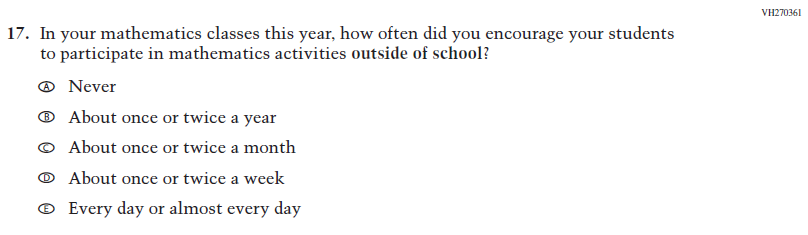 VH270361
17. In your mathematics classes this year, how often did you encourage your students
to participate in mathematics activities outside of school?
A Never
B About once or twice a year
C About once or twice a month
D About once or twice a week
E Every day or almost every day